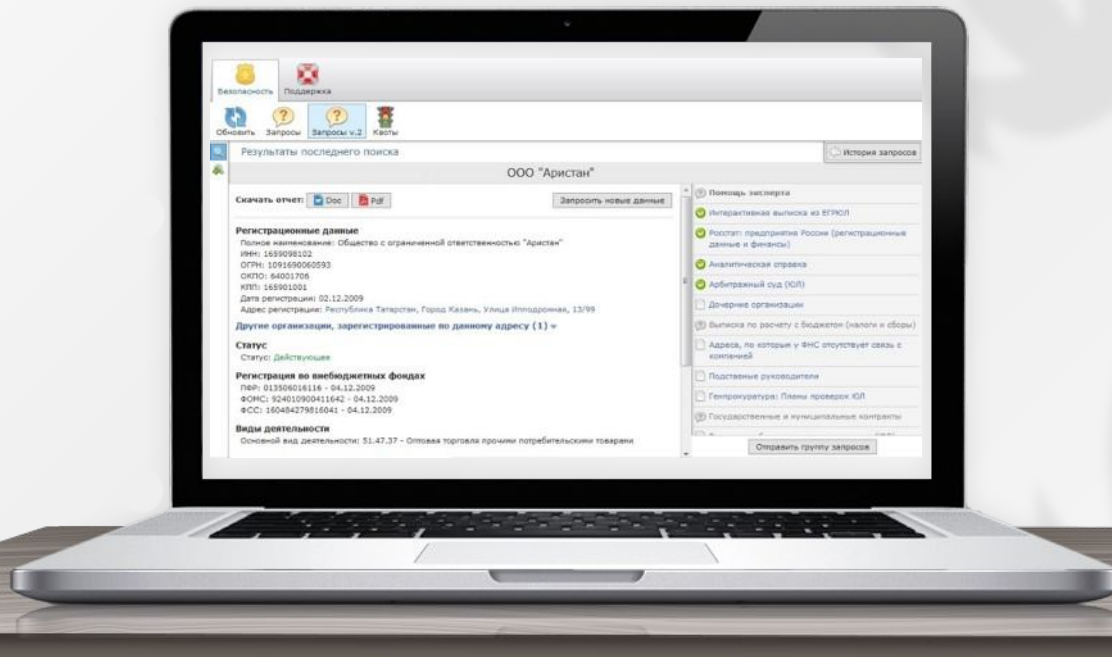 Безопасность
Поддержка
Обновить
Запросы
Запросы v.2
Квоты
Результаты последнего поиска
История запросов
ООО "Аристан"
Скачать отчет:
Doc
Pdf
Запросить новые данные
Регистрационные данные
Полное наименование: Общество с ограниченной ответственностью "Аристан"
ИНН: 1659098102
ОГРН: 1091690060593
ОКПО: 64001706
КПП: 165901001
Дата регистрации: 02.12.2009
Адрес регистрации: Республика Татарстан, Город Казань, Улица Ипподромная, 13/99
Другие организации, зарегистрированные по данному адресу (1)
Статус
Статус: Действующее
Регистрация во внебюджетных фондах
ПФР: 013506016116 - 04.12.2009
ФОМС: 924010900411642 - 04.12.2009
ФСС: 160484279816041 - 04.12.2009
Виды деятельности
Основной вид деятельности: 51.47.37 - Оптовая торговля прочими потребительскими товарами
Помощь эксперта
Интерактивная выписка из ЕГРЮЛ
Росстат: предприятия России (регистрационные
данные и финансы)
Аналитическая справка
Арбитражный суд (ЮЛ)
Дочерние организации
Выписка по расчету с бюджетом (налоги и сборы)
Адреса, по которым у ФНС отсутствует связь с
компанией
Подставные руководители
Генпрокуратура: Планы проверок ЮЛ
Государственные и муниципальные контракты
Отправить группу запросов